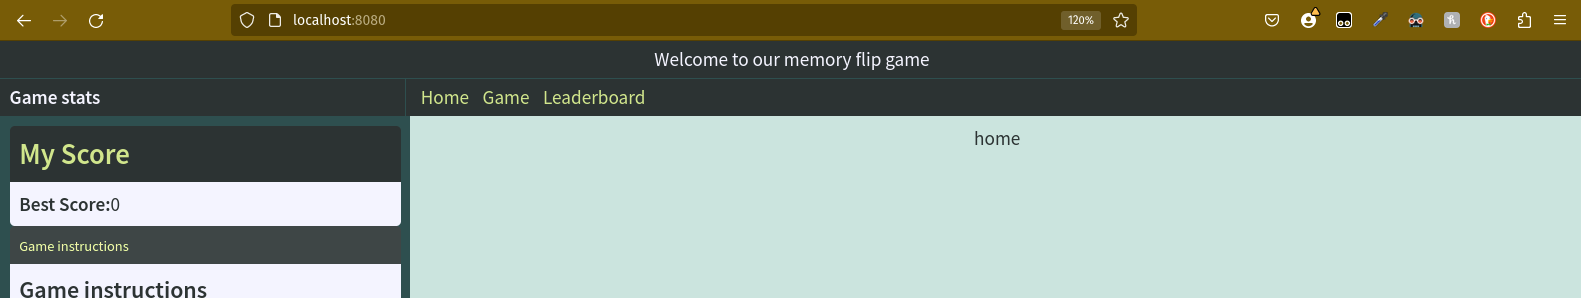 localhost:8080
120%
Welcome to our memory flip game
Game stats
Home Game Leaderboard
My Score
home
Best Score:0
Game instructions
Game instructions